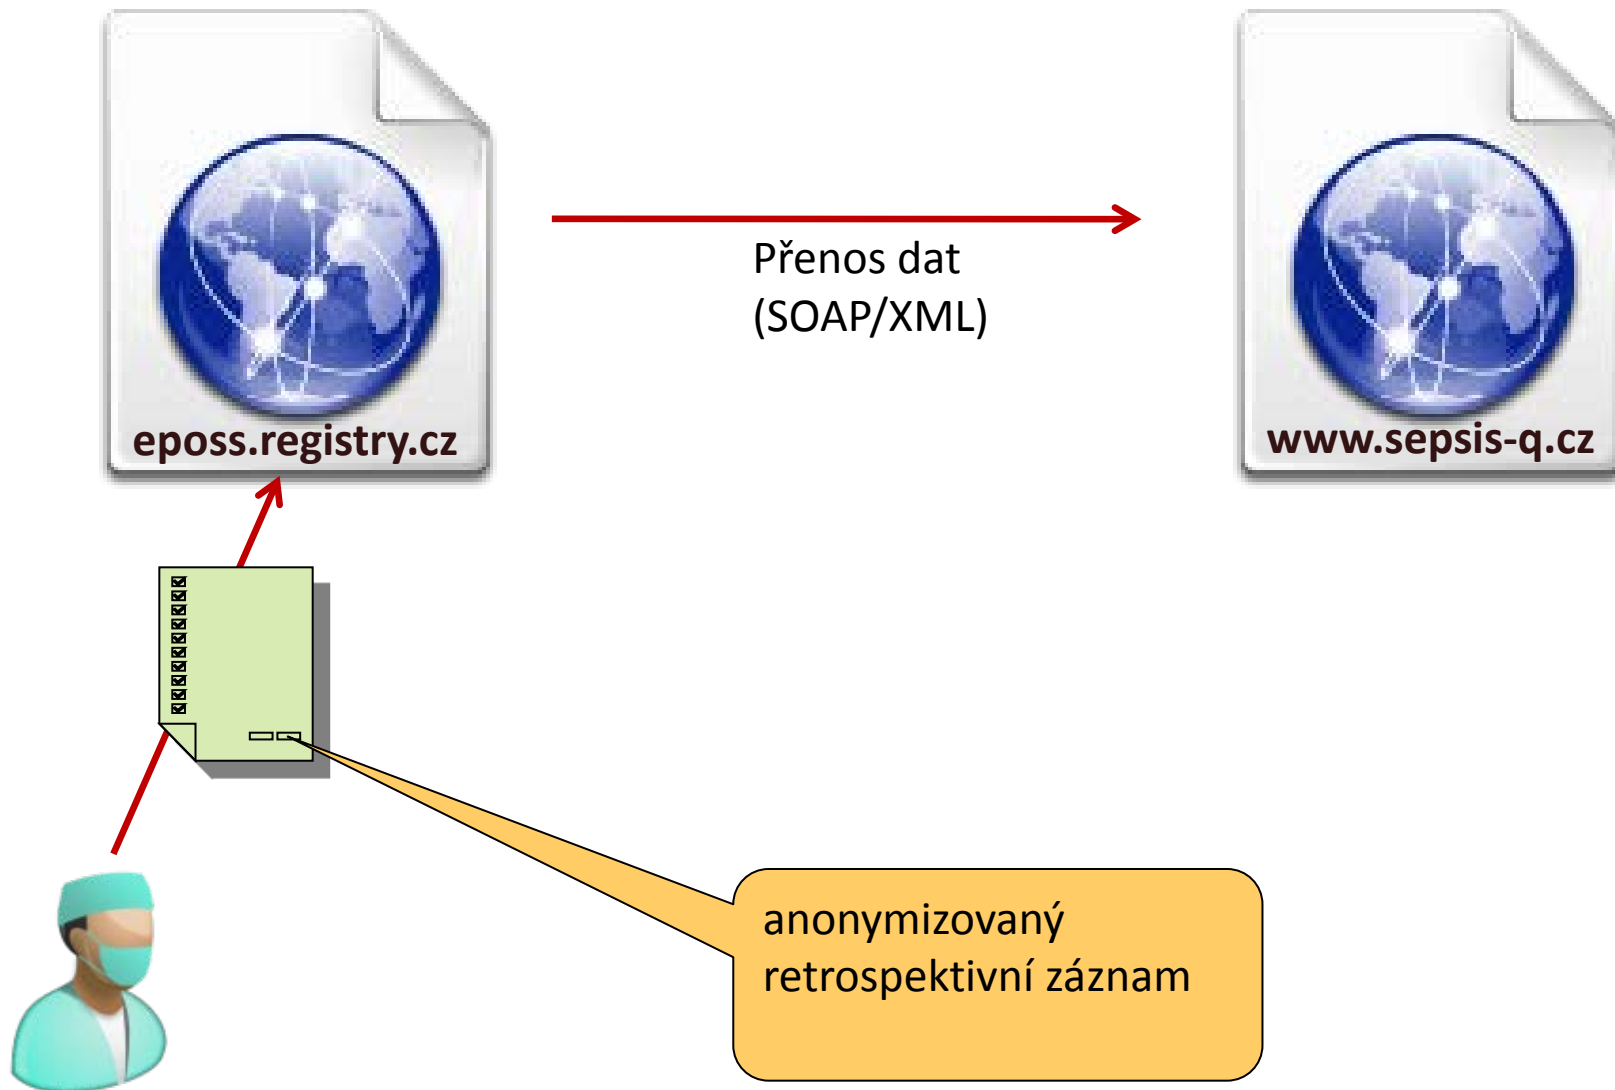 eposs.registry.cz
www.sepsis-q.cz
Přenos dat
(SOAP/XML)
anonymizovaný
retrospektivní záznam